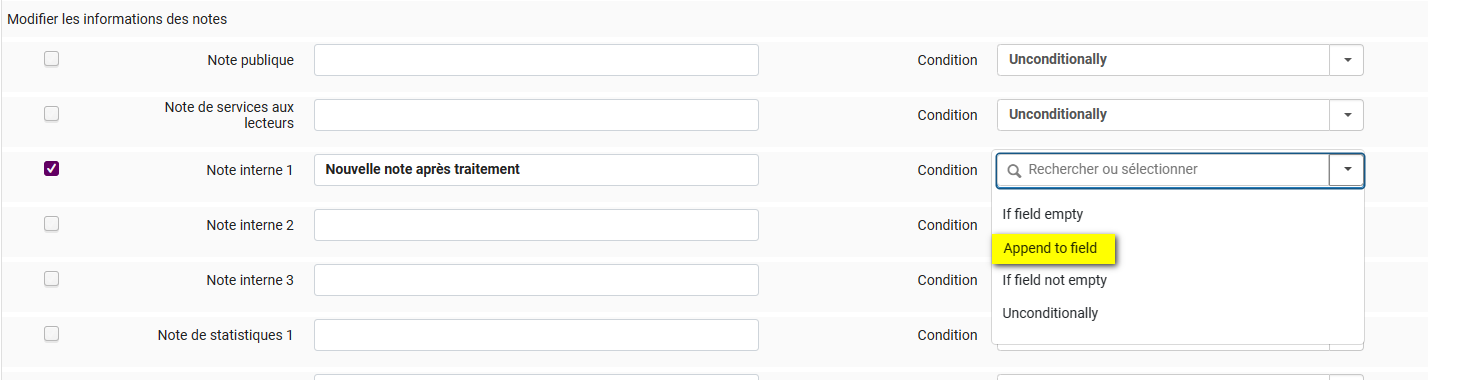 Modifier les informations des notes
Note publique Condition Unconditionally
Note de services aux
lecteurs Condition Unconditionally
Note interne 1 Nouvelle note après traitement Condition Rechercher ou sélectionner
If field empty
Note interne 2 Condition
Append to field
Note interne 3 Condition If field not empty
Unconditionally
Note de statistiques 1 Condition